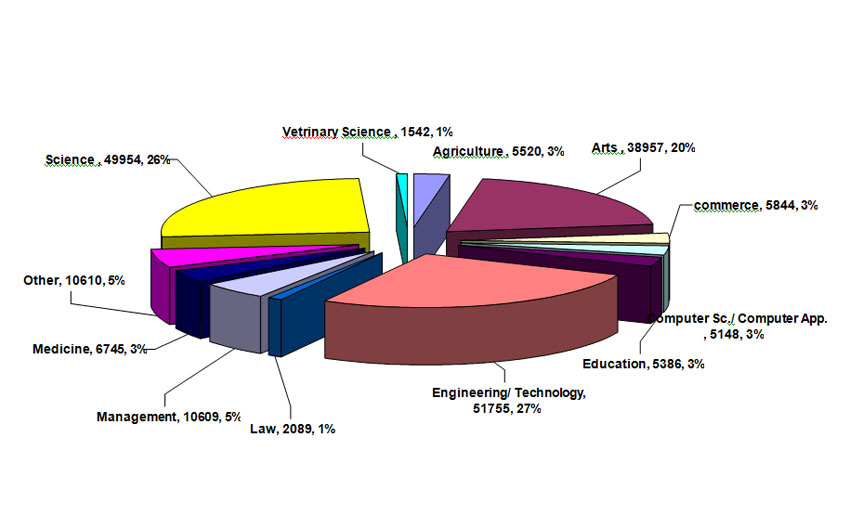 Vetrinary Science , 1542, 1%
Agriculture , 5520, 3%
Arts , 38957, 20%
Science , 49954, 26%
commerce, 5844, 3%
Other, 10610, 5%
Computer Sc./ Computer App.
, 5148, 3%
Medicine, 6745, 3%
Education, 5386, 3%
Engineering/ Technology,
51755, 27%
Management, 10609, 5%
Law, 2089, 1%